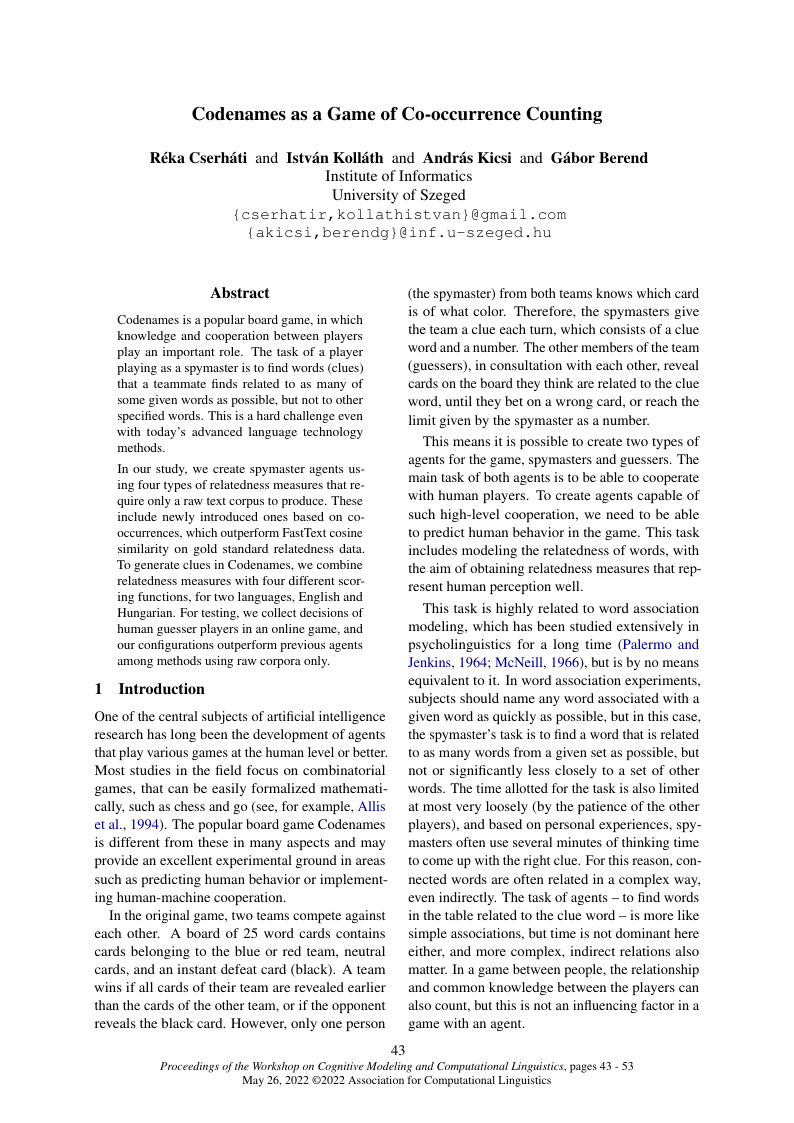 Codenames as a Game of Co-occurrence Counting
Réka Cserháti and István Kolláth and András Kicsi and Gábor Berend
Institute of Informatics
University of Szeged
{cserhatir,kollathistvan}@gmail.com
{akicsi,berendg}@inf.u-szeged.hu
Abstract
Codenames is a popular board game, in which
knowledge and cooperation between players
play an important role. The task of a player
playing as a spymaster is to find words (clues)
that a teammate finds related to as many of
some given words as possible, but not to other
specified words. This is a hard challenge even
with today's advanced language technology
methods.
In our study, we create spymaster agents us-
ing four types of relatedness measures that re-
quire only a raw text corpus to produce. These
include newly introduced ones based on co-
occurrences, which outperform FastText cosine
similarity on gold standard relatedness data.
To generate clues in Codenames, we combine
relatedness measures with four different scor-
ing functions, for two languages, English and
Hungarian. For testing, we collect decisions of
human guesser players in an online game, and
our configurations outperform previous agents
among methods using raw corpora only.
1 Introduction
One of the central subjects of artificial intelligence
research has long been the development of agents
that play various games at the human level or better.
Most studies in the field focus on combinatorial
games, that can be easily formalized mathemati-
cally, such as chess and go (see, for example, Allis
et al., 1994). The popular board game Codenames
is different from these in many aspects and may
provide an excellent experimental ground in areas
such as predicting human behavior or implement-
ing human-machine cooperation.
In the original game, two teams compete against
each other. A board of 25 word cards contains
cards belonging to the blue or red team, neutral
cards, and an instant defeat card (black). A team
wins if all cards of their team are revealed earlier
than the cards of the other team, or if the opponent
reveals the black card. However, only one person
(the spymaster) from both teams knows which card
is of what color. Therefore, the spymasters give
the team a clue each turn, which consists of a clue
word and a number. The other members of the team
(guessers), in consultation with each other, reveal
cards on the board they think are related to the clue
word, until they bet on a wrong card, or reach the
limit given by the spymaster as a number.
This means it is possible to create two types of
agents for the game, spymasters and guessers. The
main task of both agents is to be able to cooperate
with human players. To create agents capable of
such high-level cooperation, we need to be able
to predict human behavior in the game. This task
includes modeling the relatedness of words, with
the aim of obtaining relatedness measures that rep-
resent human perception well.
This task is highly related to word association
modeling, which has been studied extensively in
psycholinguistics for a long time (Palermo and
Jenkins, 1964; McNeill, 1966), but is by no means
equivalent to it. In word association experiments,
subjects should name any word associated with a
given word as quickly as possible, but in this case,
the spymaster's task is to find a word that is related
to as many words from a given set as possible, but
not or significantly less closely to a set of other
words. The time allotted for the task is also limited
at most very loosely (by the patience of the other
players), and based on personal experiences, spy-
masters often use several minutes of thinking time
to come up with the right clue. For this reason, con-
nected words are often related in a complex way,
even indirectly. The task of agents – to find words
in the table related to the clue word – is more like
simple associations, but time is not dominant here
either, and more complex, indirect relations also
matter. In a game between people, the relationship
and common knowledge between the players can
also count, but this is not an influencing factor in a
game with an agent.
43
Proceedings of the Workshop on Cognitive Modeling and Computational Linguistics, pages 43 - 53
May 26, 2022 ©2022 Association for Computational Linguistics